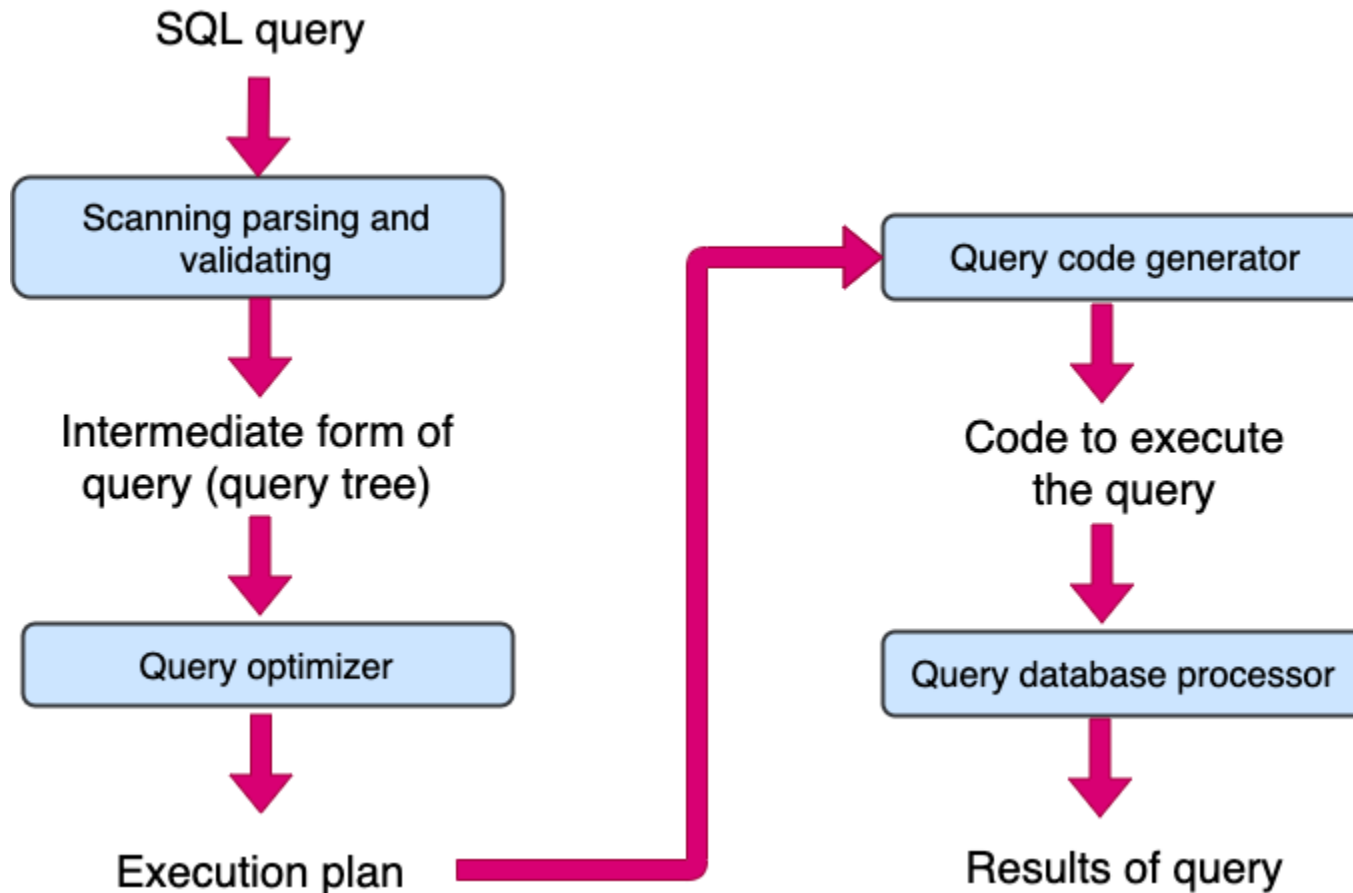 SQL query
Scanning parsing and
validating
Intermediate form of
query (query tree)
Query optimizer
Execution plan
Query code generator
Code to execute
the query
Query database processor
Results of query